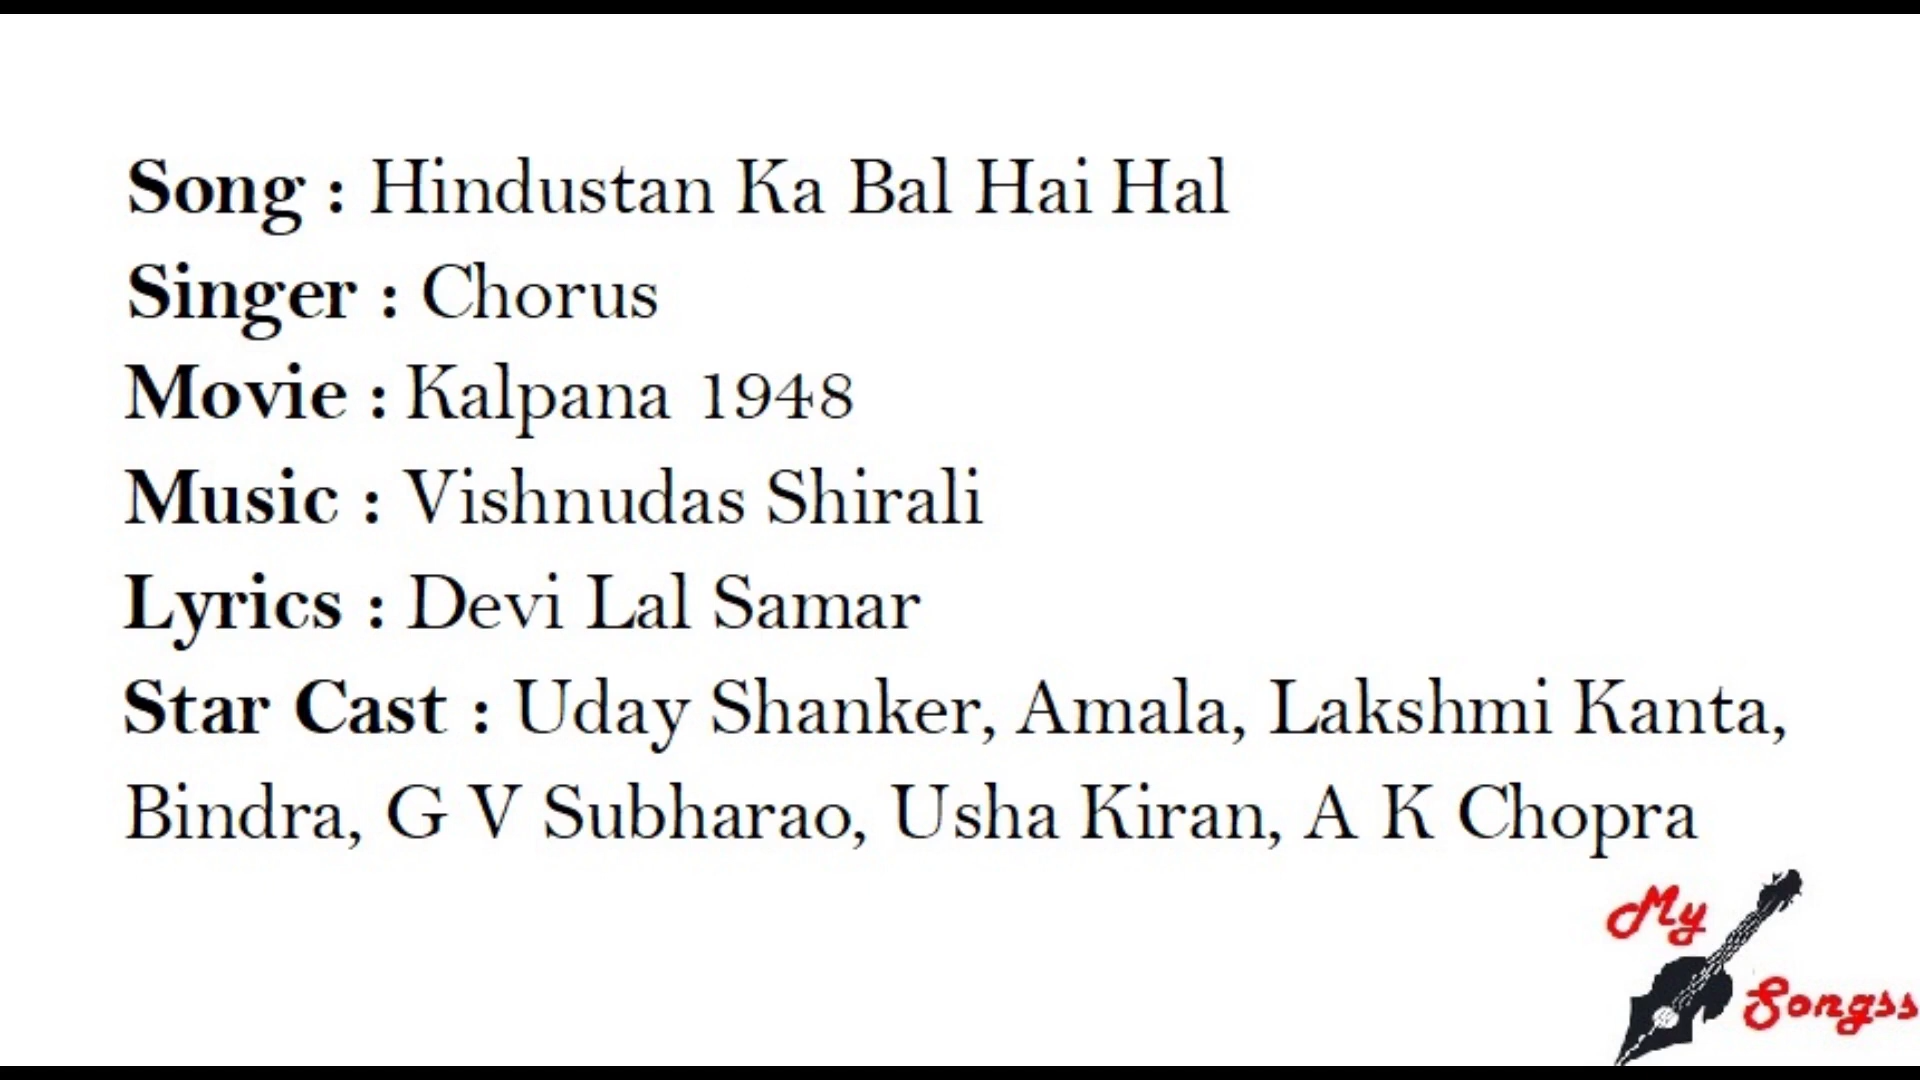 Song : Hindustan Ka Bal Hai Hal
Singer : Chorus
Movie : Kalpana 1948
Music : Vishnudas Shirali
Lyrics : Devi Lal Samar
Star Cast : Uday Shanker, Amala, Lakshmi Kanta,
Bindra, G V Subharao, Usha Kiran, A K Chopra
My
Songss